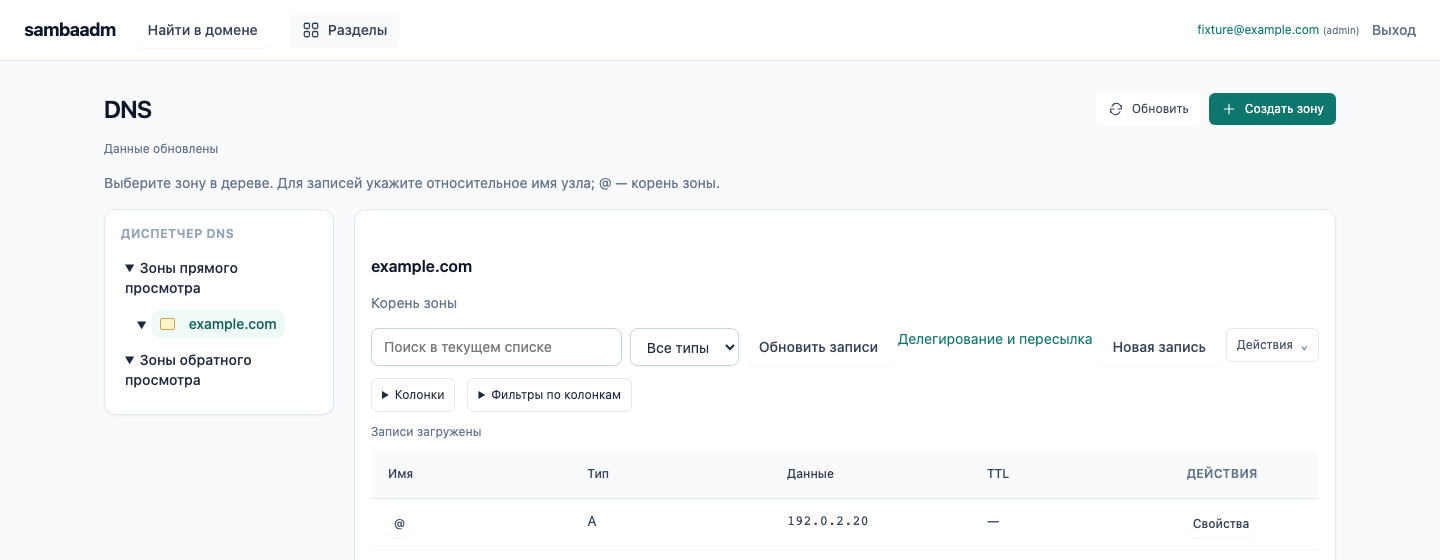 sambaadm Найти в домене Разделы fixture@example.com (admin) Выход
DNS Обновить Создать зону
Данные обновлены
Выберите зону в дереве. Для записей укажите относительное имя узла; @ — корень зоны.
ДИСПЕТЧЕР DNS
Зоны прямого
просмотра
example.com
Зоны обратного
просмотра
example.com
Корень зоны
Поиск в текущем списке Все типы Обновить записи Делегирование и пересылка Новая запись Действия
Колонки Фильтры по колонкам
Записи загружены
Имя Тип Данные TTL ДЕЙСТВИЯ
@ A 192.0.2.20 — Свойства